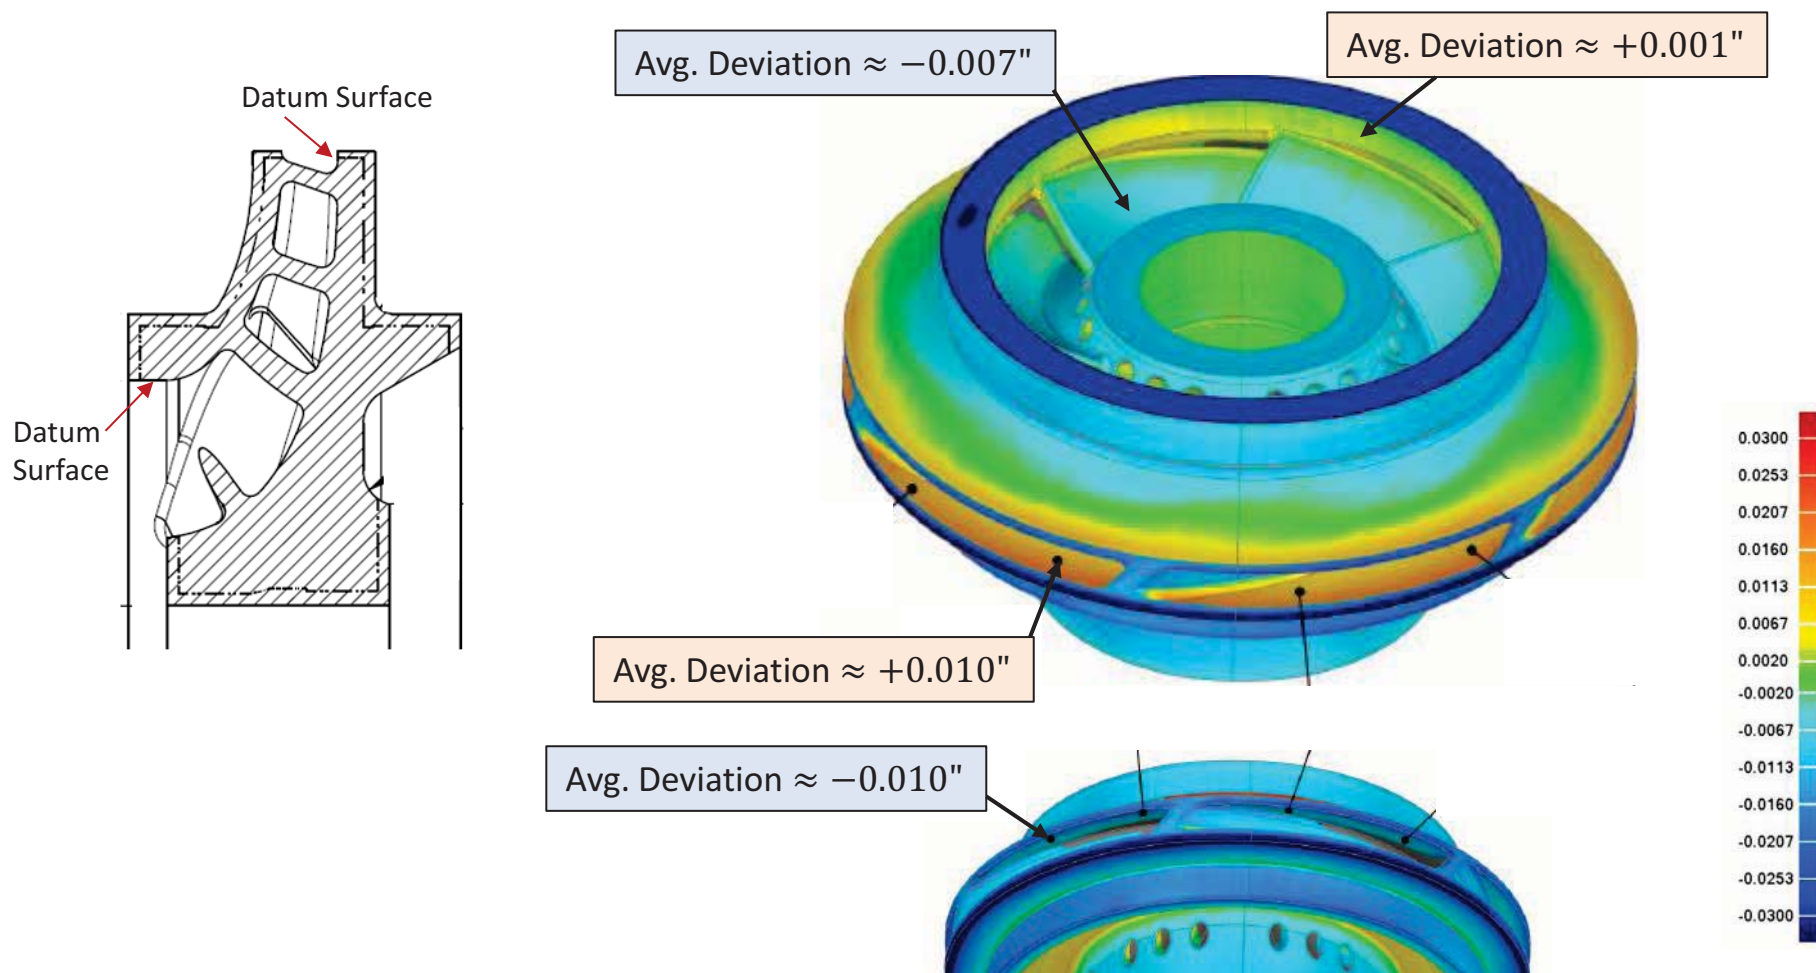 Datum Surface
Datum
Surface
Avg. Deviation ≈ −0.007"
Avg. Deviation ≈ +0.001"
Avg. Deviation ≈ +0.010"
Avg. Deviation ≈ −0.010"
0.0300
0.0253
0.0207
0.0160
0.0113
0.0067
0.0020
-0.0020
-0.0067
-0.0113
-0.0160
-0.0207
-0.0253
-0.0300